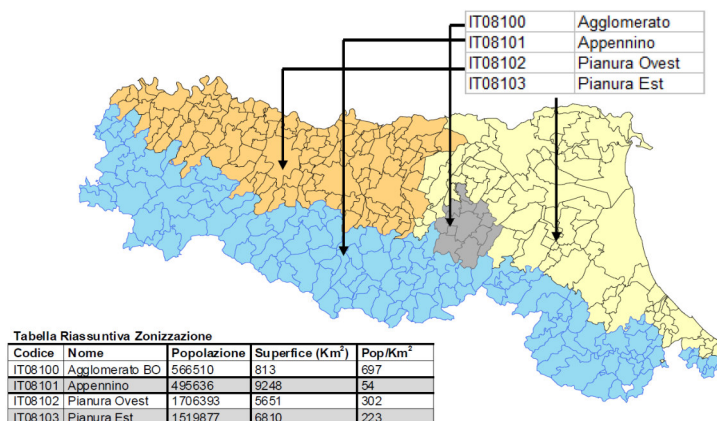 IT08100 Agglomerato
IT08101 Appennino
IT08102 Pianura Ovest
IT08103 Pianura Est
Tabella Riassuntiva Zonizzazione
Codice Nome Popolazione Superfice (Km²) Pop/Km²
IT08100 Agglomerato BO 566510 813 697
IT08101 Appennino 495636 9248 54
IT08102 Pianura Ovest 1706393 5651 302
IT08103 Pianura Est 1519877 6810 223